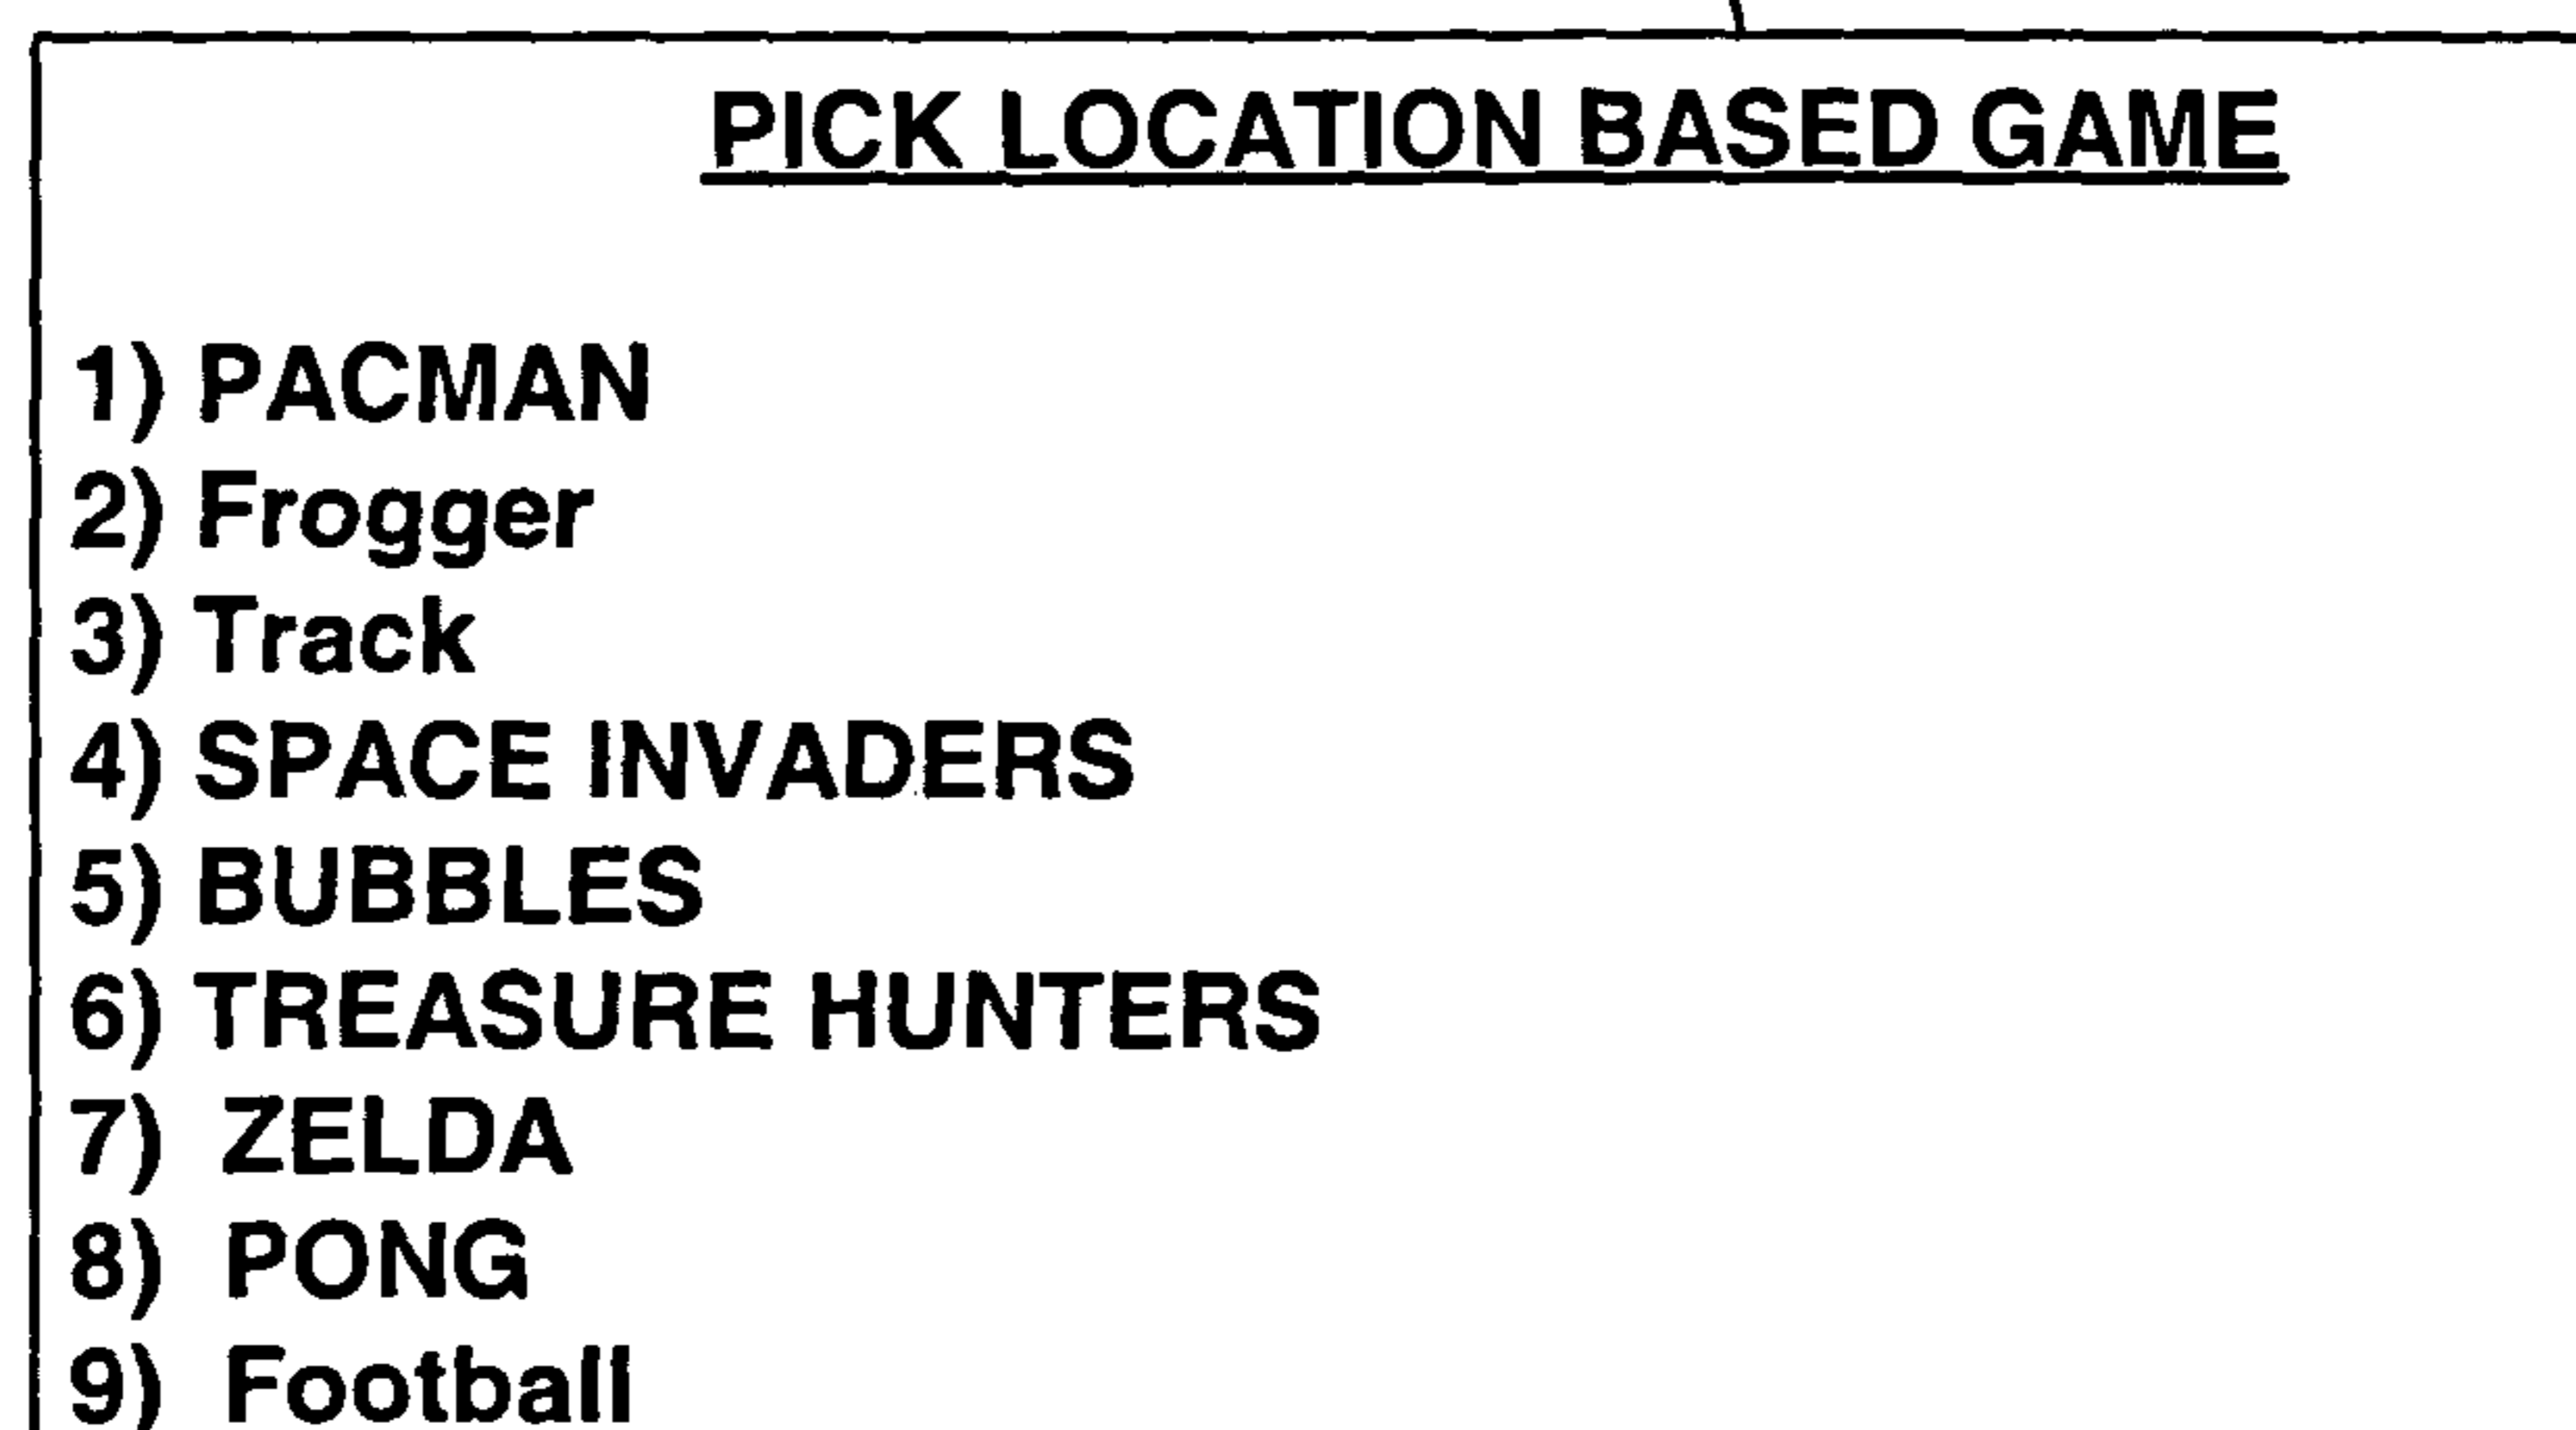 PICK LOCATION BASED GAME
1) PACMAN
2) Frogger
3) Track
4) SPACE INVADERS
5) BUBBLES
6) TREASURE HUNTERS
7) ZELDA
8) PONG
9) Football